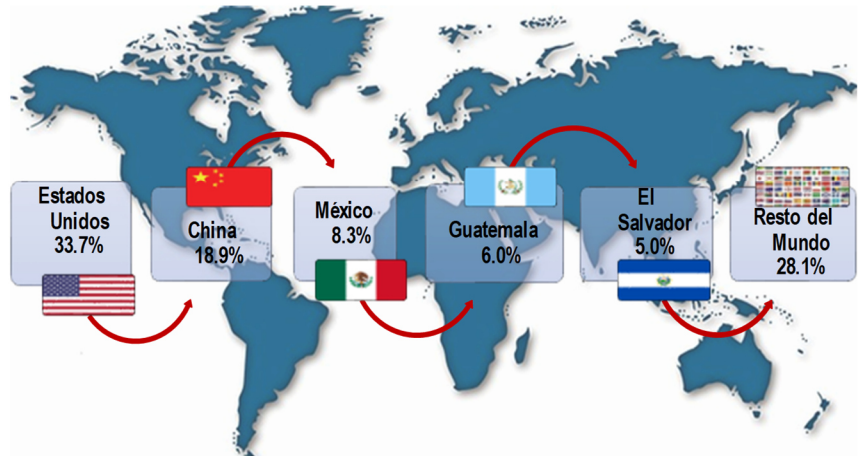 Estados
Unidos
33.7%
China
18.9%
México
8.3%
Guatemala
6.0%
El
Salvador
5.0%
Resto del
Mundo
28.1%